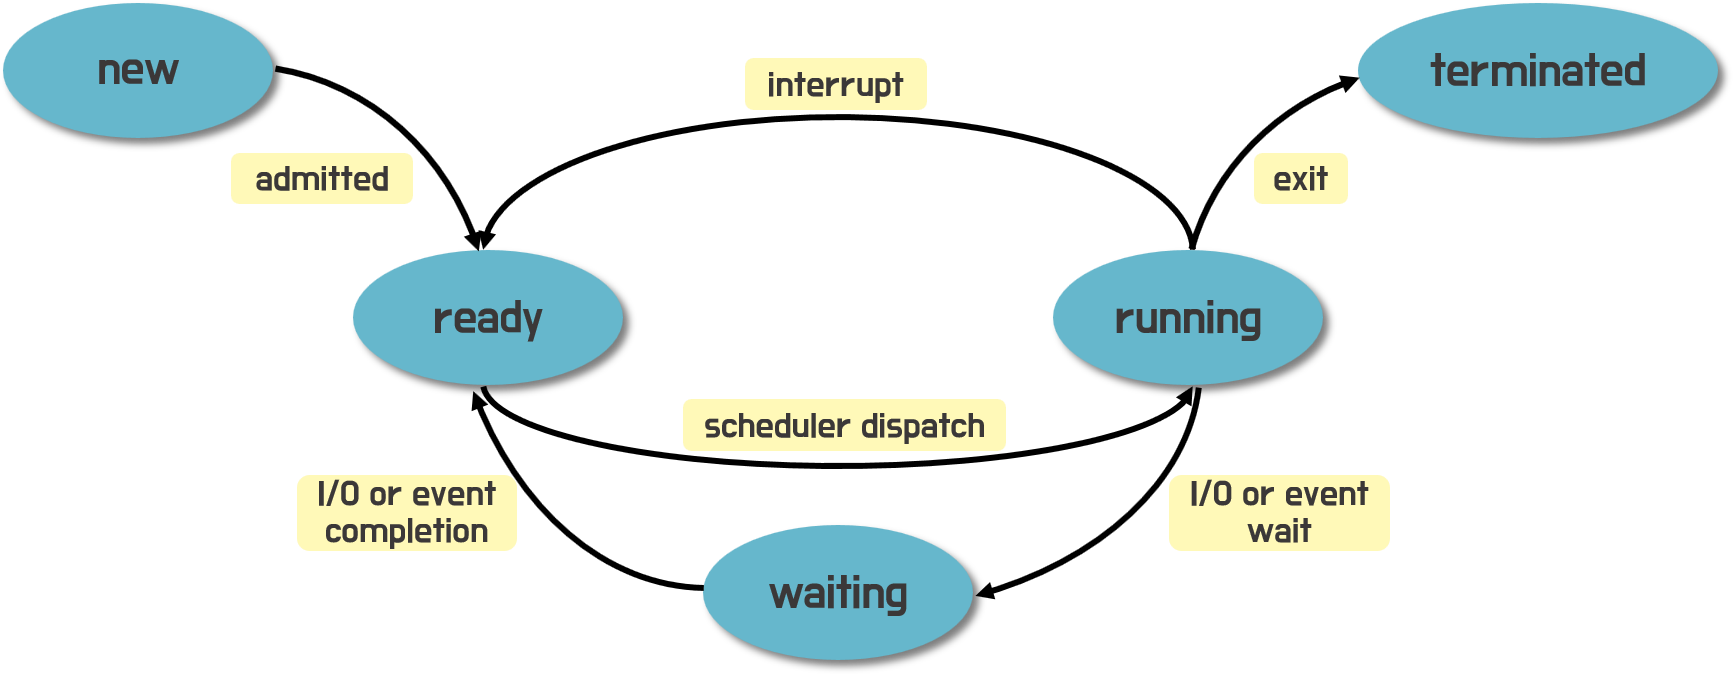 new
terminated
interrupt
admitted
exit
ready
running
scheduler dispatch
I/O or event
completion
I/O or event
wait
waiting